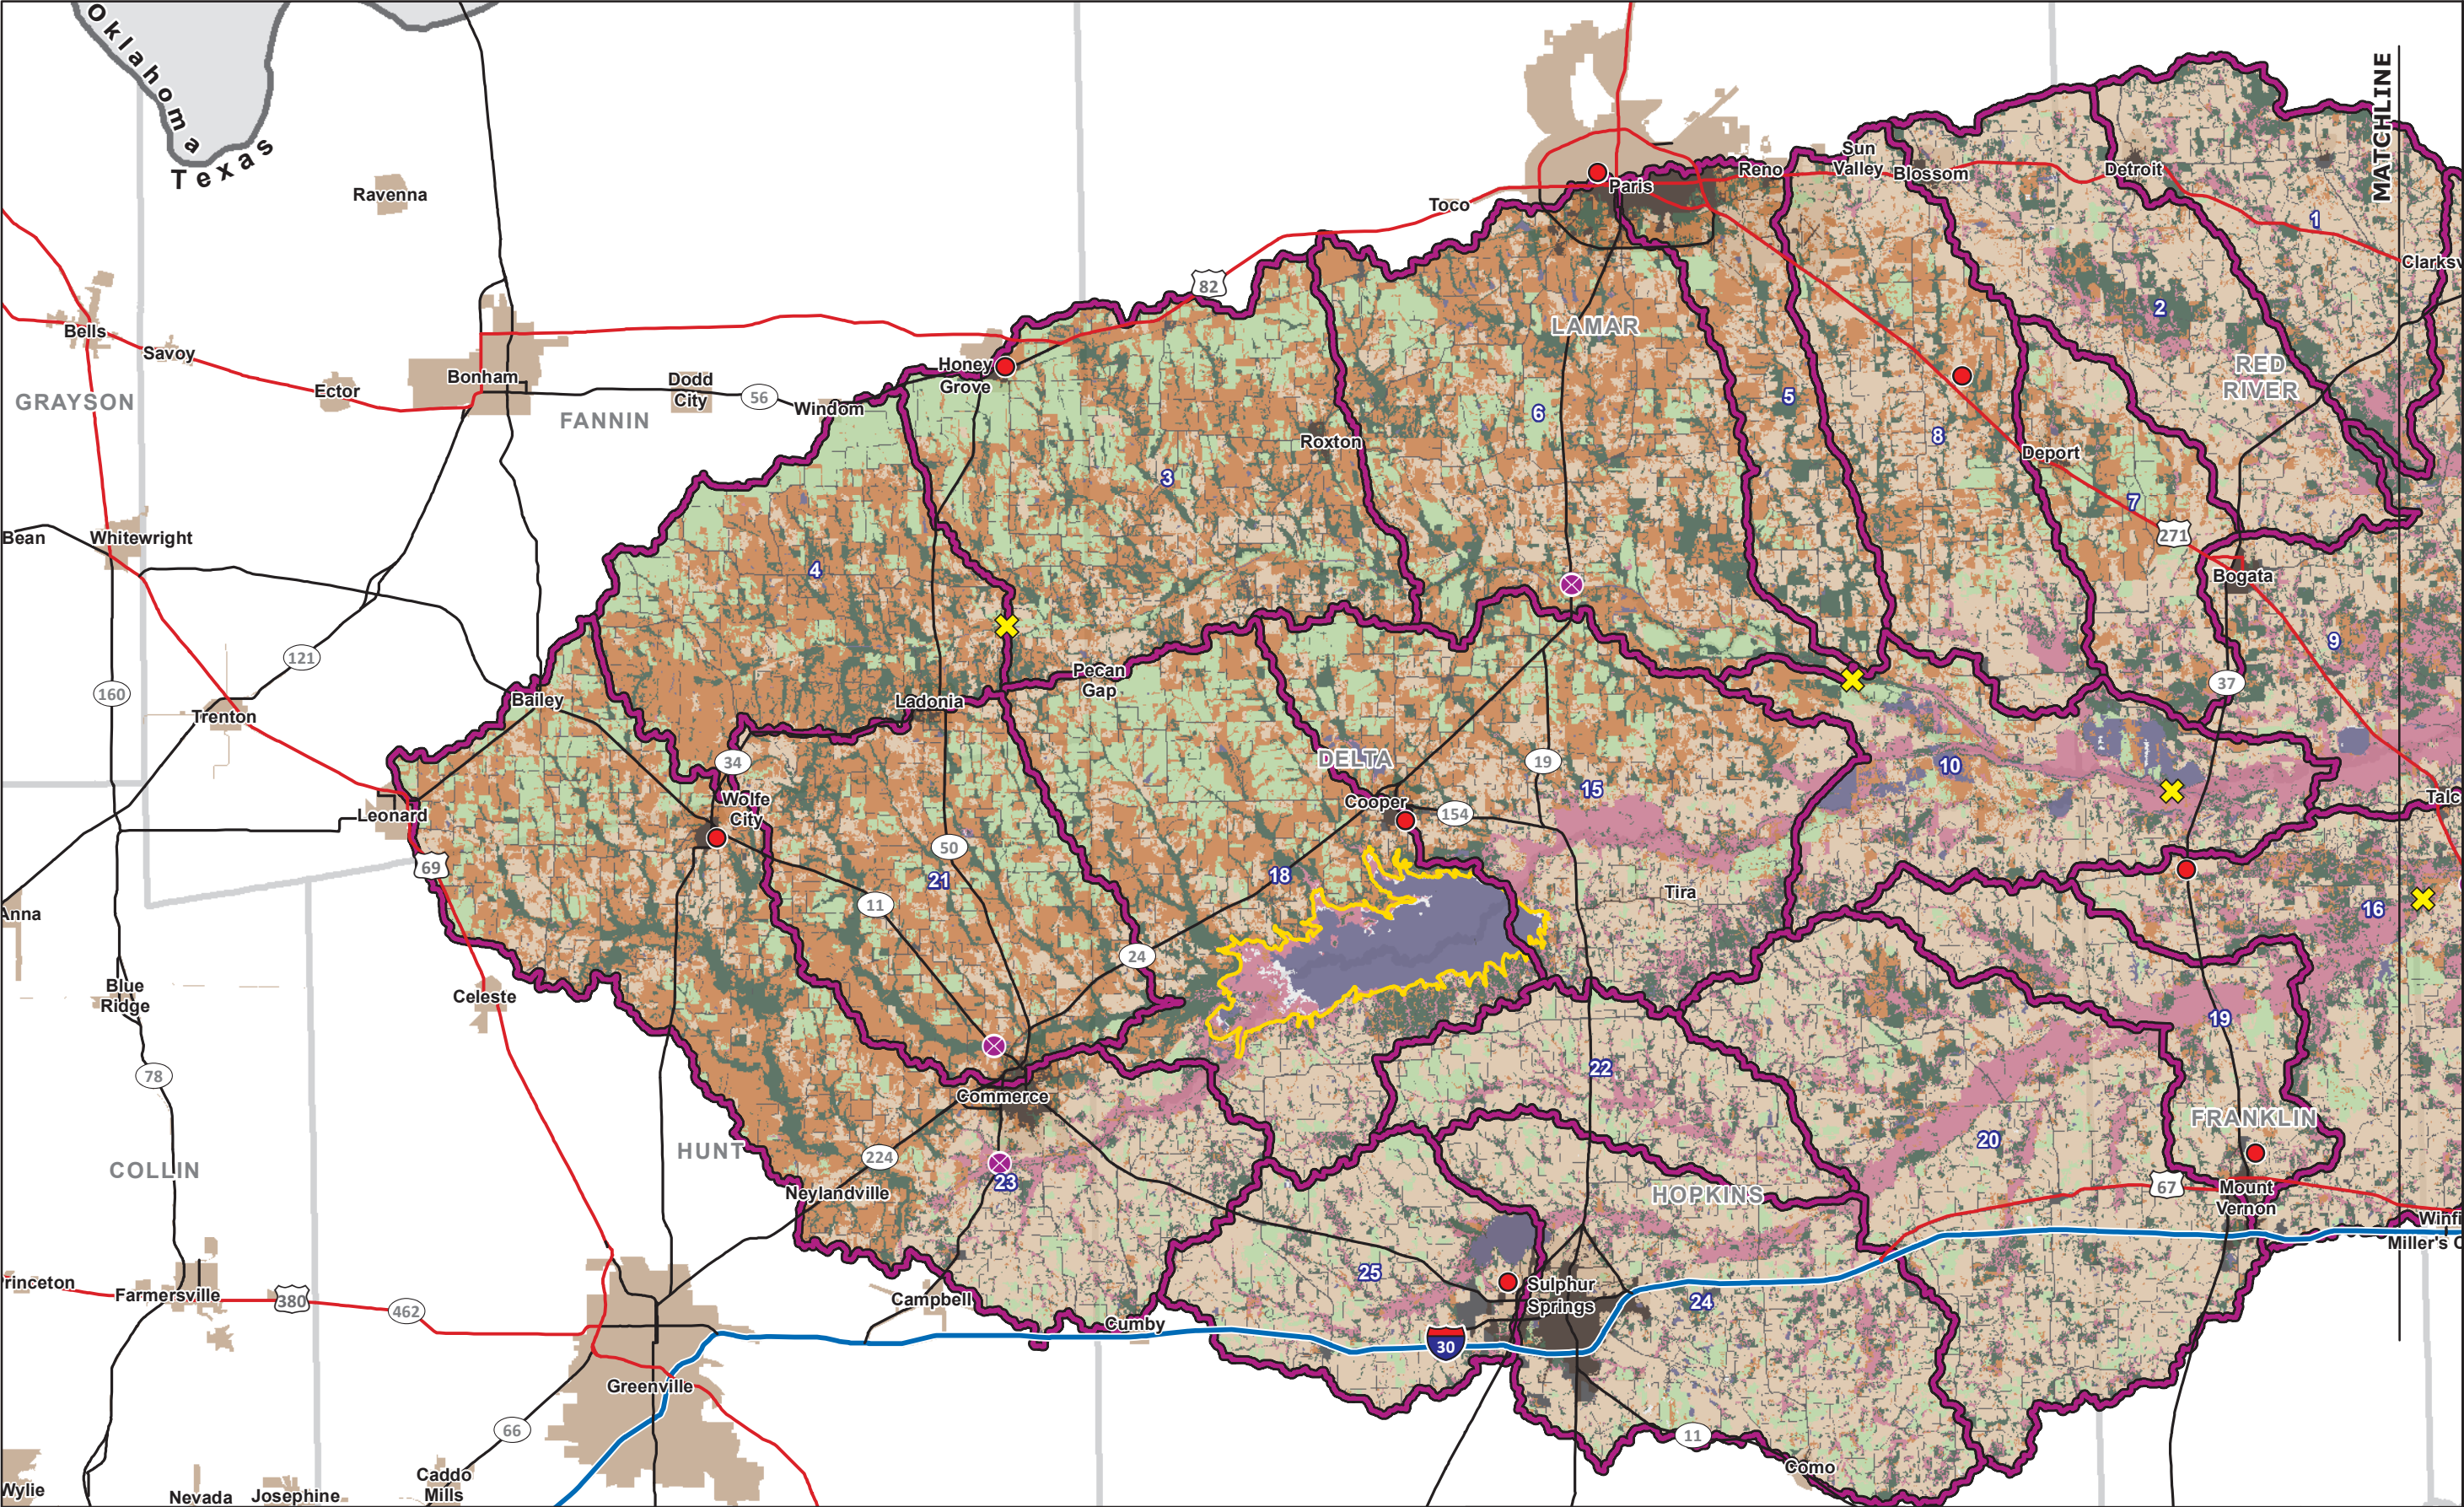 Oklahoma
Texas
MATCHLINE
Ravenna
Toco
Paris
Reno
Sun
Valley
Blossom
Detroit
1
Clarksv
82
Bells
Savoy
Ector
Bonham
Dodd
City
56
Windom
Honey
Grove
LAMAR
2
RED
RIVER
GRAYSON
FANNIN
Roxton
6
5
8
Deport
3
7
271
Bean
Whitewright
4
Bogata
9
121
160
Trenton
Bailey
Ladonia
Pecan
Gap
37
34
DELTA
19
15
10
Leonard
Wolfe
City
Cooper
154
Talc
69
50
21
18
11
Tira
16
Anna
24
Blue
Ridge
Celeste
19
78
22
Commerce
FRANKLIN
20
COLLIN
HUNT
224
23
Neylandville
HOPKINS
67
Mount
Vernon
Winfi
Miller's C
rinceton
Farmersville
380
462
Campbell
25
Sulphur
Springs
24
Cumby
30
Greenville
66
11
Como
Wylie
Nevada
Josephine
Caddo
Mills